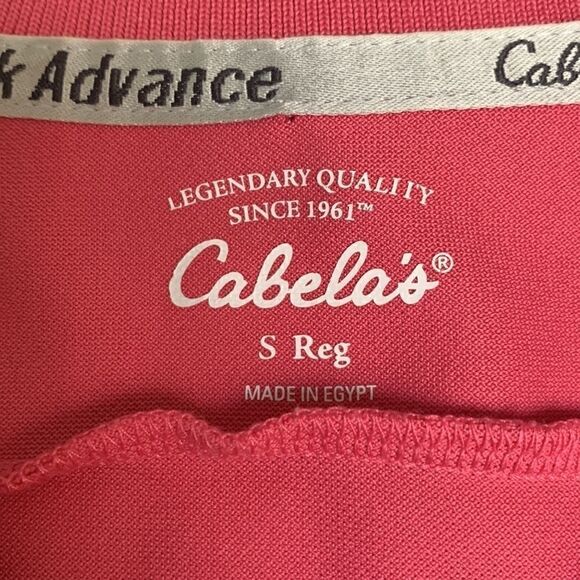 k Advance Cab
LEGENDARY QUALITY
SINCE 1961™
Cabela's®
S Reg
MADE IN EGYPT